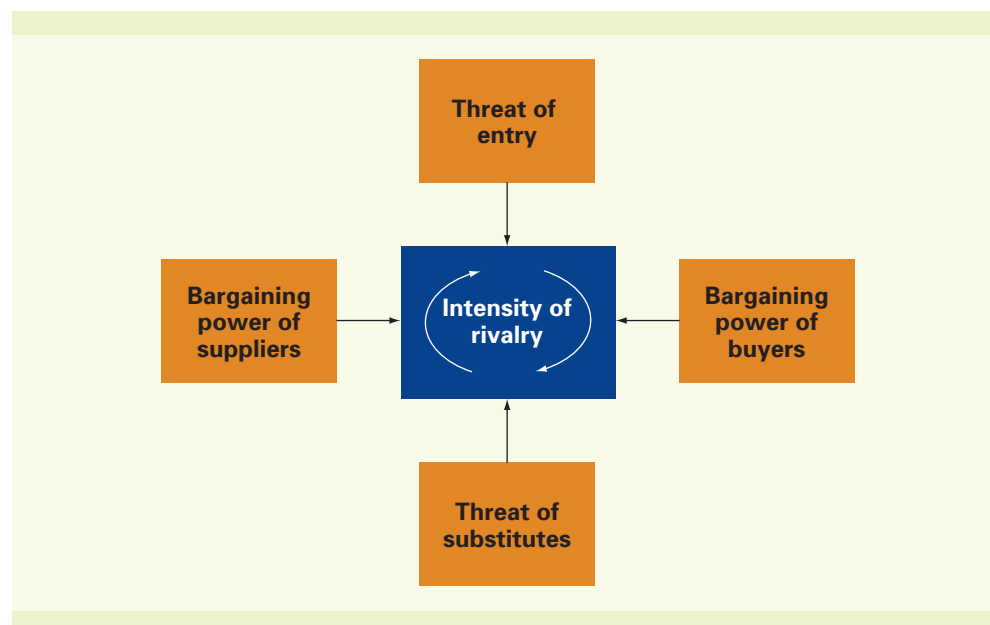 Threat of
entry
Bargaining
power of
suppliers
Intensity of
rivalry
Bargaining
power of
buyers
Threat of
substitutes